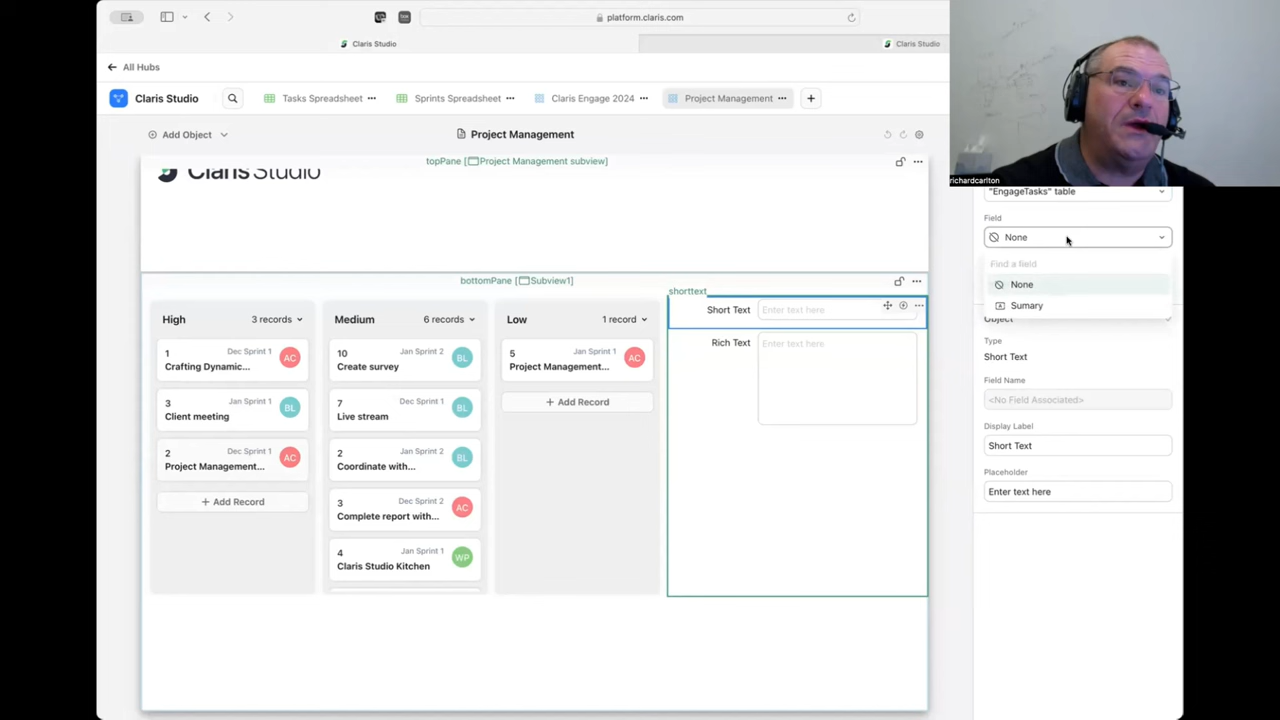 platform.claris.com
Claris Studio
Claris Studio
All Hubs
Claris Studio
Tasks Spreadsheet
Sprints Spreadsheet
Claris Engage 2024
Project Management
Add Object
Project Management
topPane [Project Management subview]
Claris Studio
richardcarlton
"EngageTasks" table
Field
None
Find a field
None
Sumary
bottomPane [Subview1]
shorttext
High
3 records
1
Dec Sprint 1
Crafting Dynamic...
AC
3
Jan Sprint 1
Client meeting
BL
2
Dec Sprint 1
Project Management...
AC
Add Record
Medium
6 records
10
Jan Sprint 2
Create survey
BL
7
Dec Sprint 1
Live stream
BL
2
Jan Sprint 2
Coordinate with...
BL
3
Dec Sprint 2
Complete report with...
AC
4
Jan Sprint 1
Claris Studio Kitchen
WP
Low
1 record
5
Jan Sprint 1
Project Management...
AC
Add Record
Short Text
Enter text here
Rich Text
Enter text here
Object
Type
Short Text
Field Name
<No Field Associated>
Display Label
Short Text
Placeholder
Enter text here